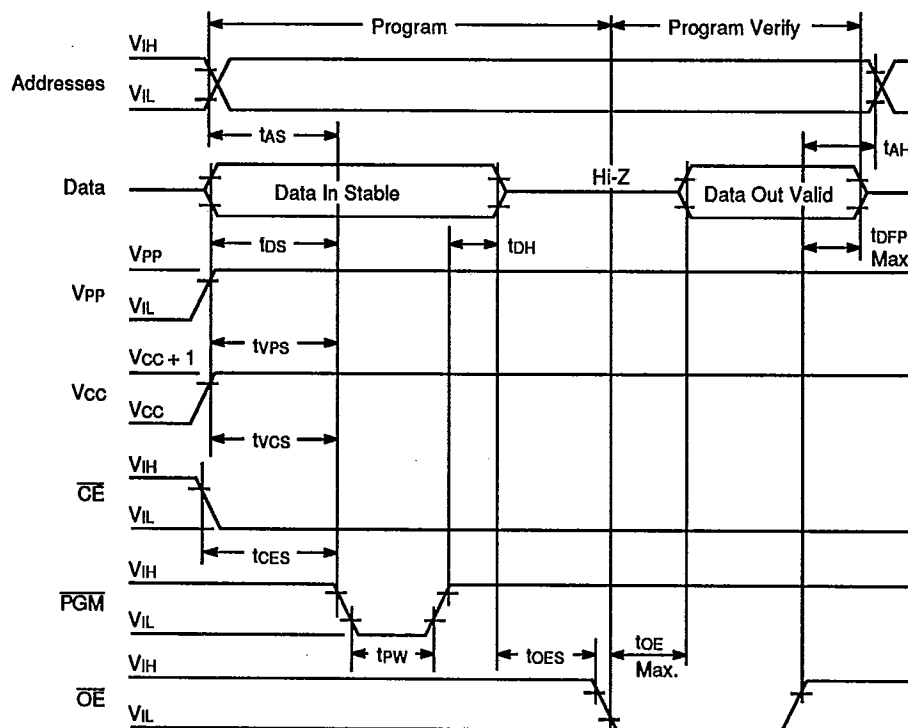 Program
Program Verify
VIH
Addresses
VIL
tAS
tAH
Data
Data In Stable
Hi-Z
Data Out Valid
tDS
tDH
tDFP
Max
VPP
VPP
VIL
tVPS
VCC + 1
VCC
VCC
tVCS
VIH
CE
VIL
tCES
VIH
PGM
VIL
tPW
tOES
tOE
Max.
VIH
OE
VIL